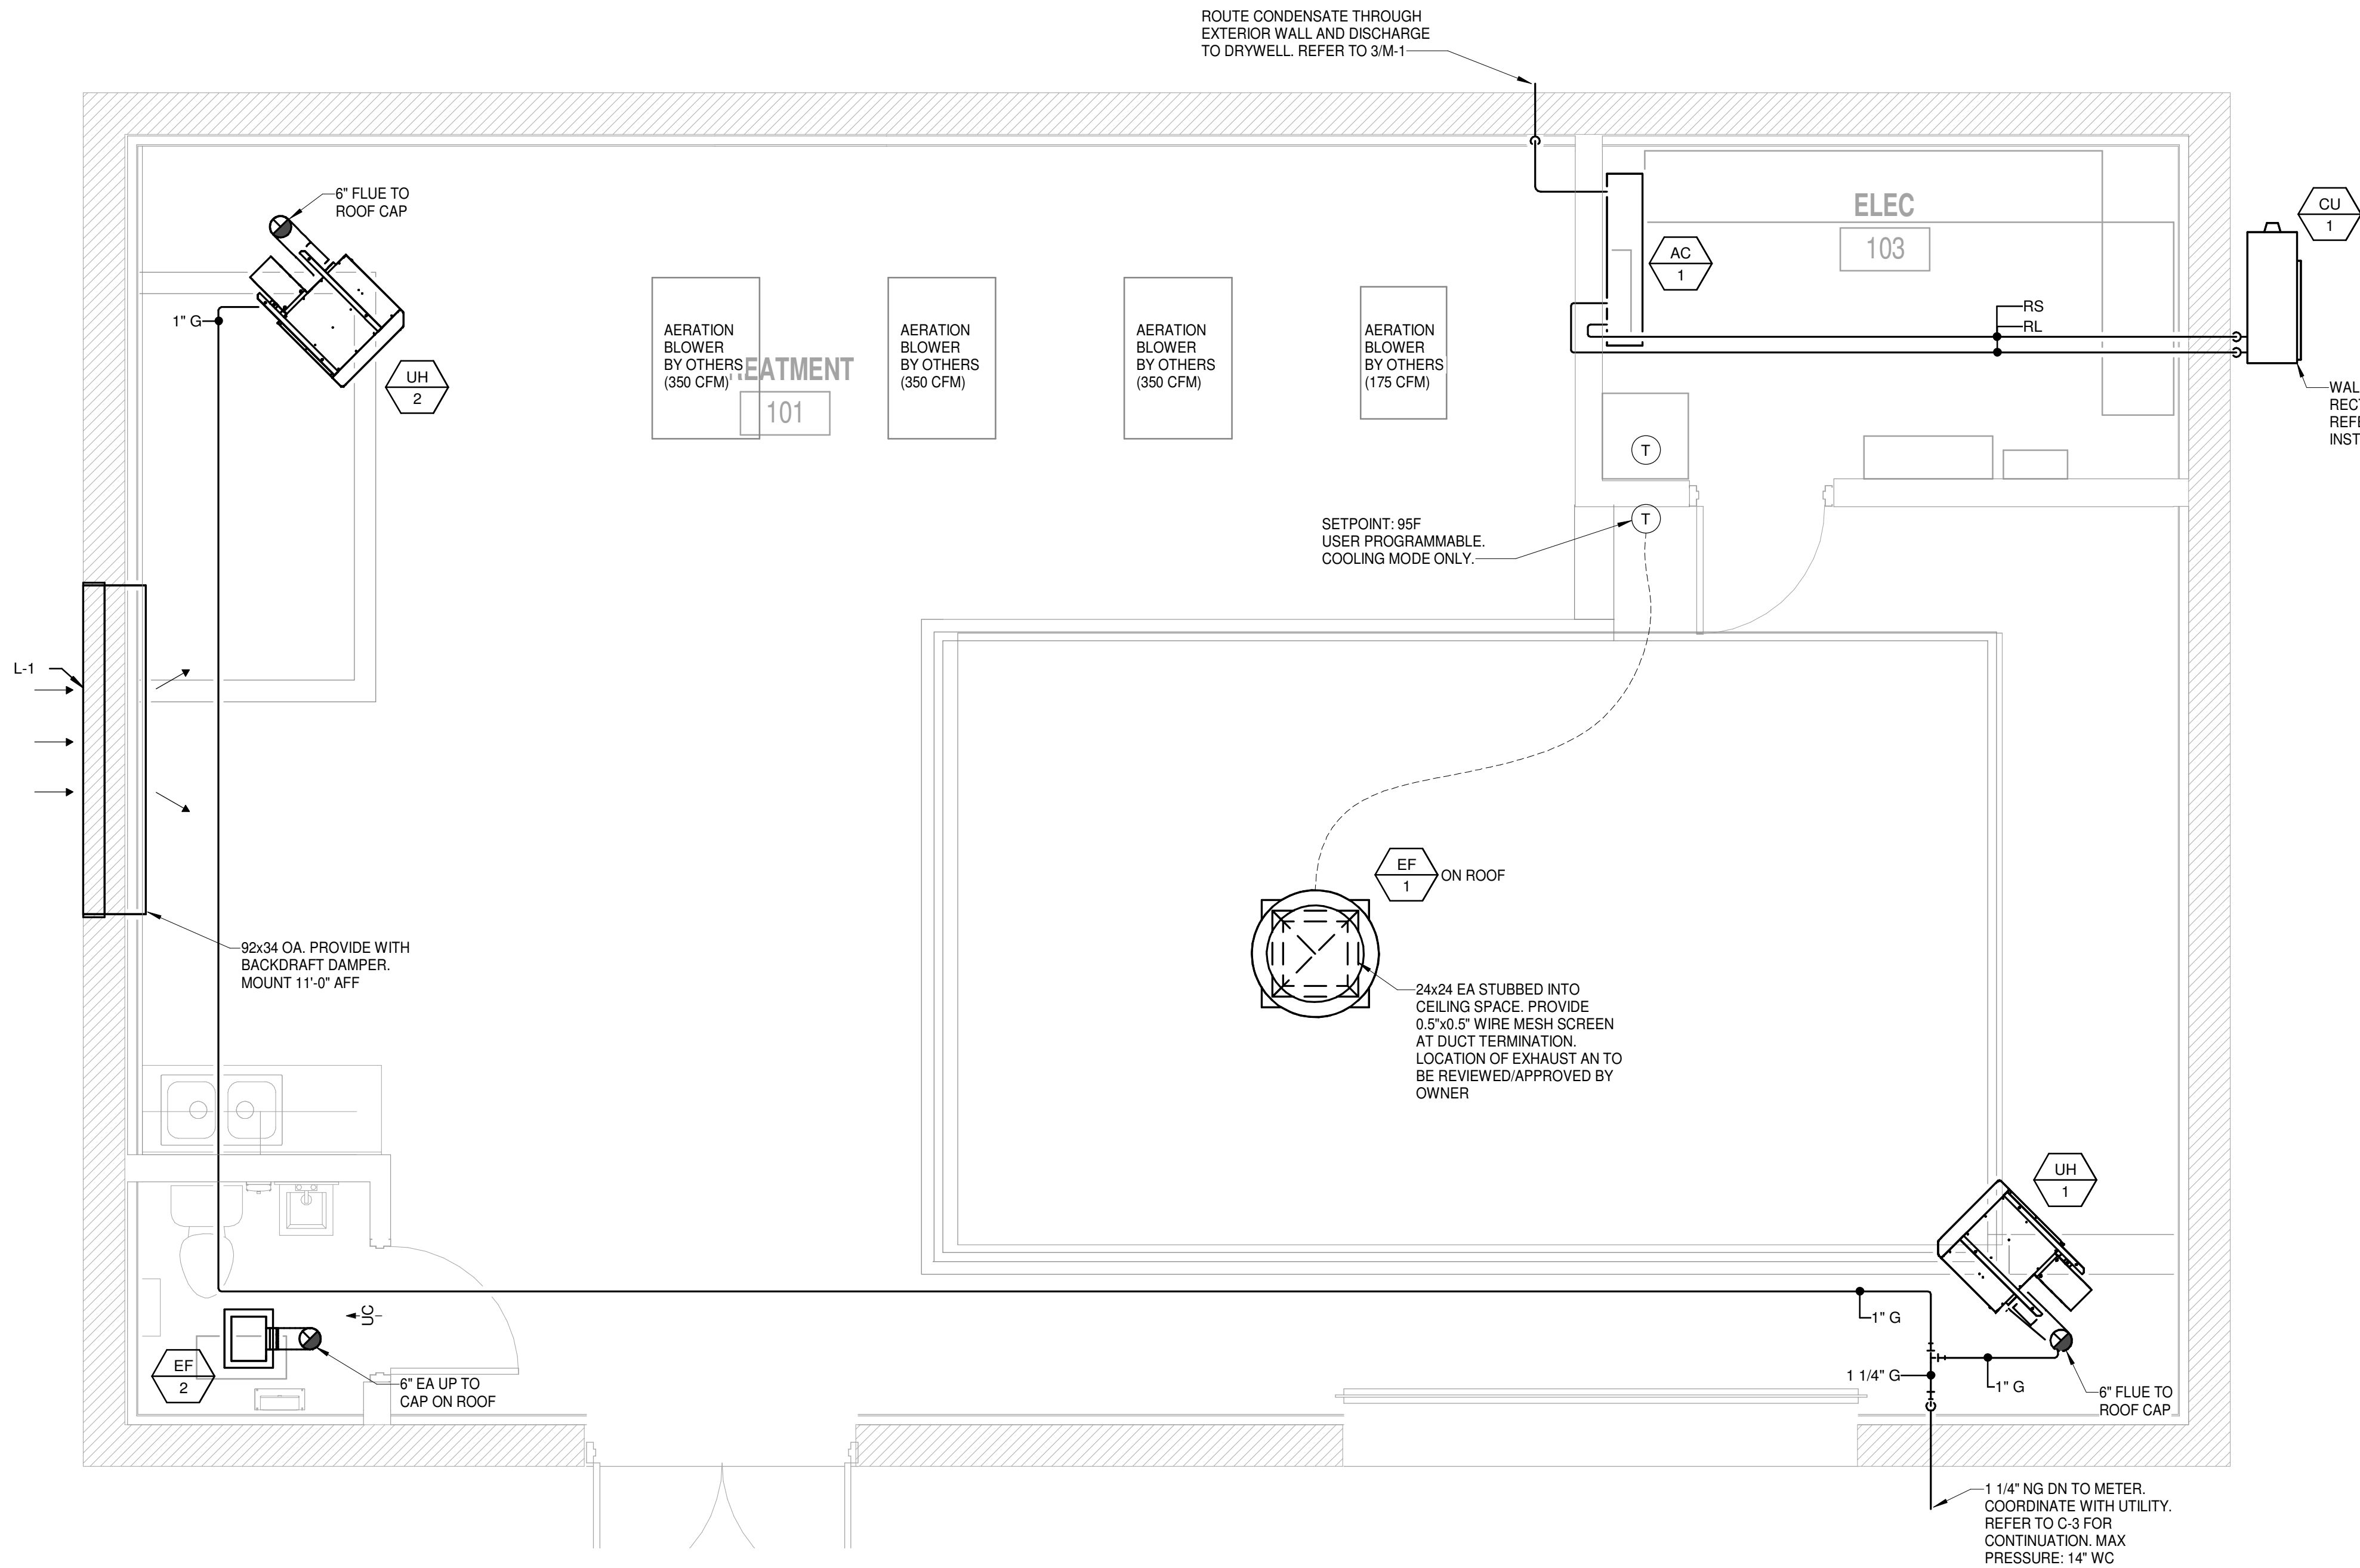 ROUTE CONDENSATE THROUGH
EXTERIOR WALL AND DISCHARGE
TO DRYWELL. REFER TO 3/M-1
6" FLUE TO
ROOF CAP
1" G
UH
2
AERATION
BLOWER
BY OTHERS
(350 CFM)
AERATION
BLOWER
BY OTHERS
(350 CFM)
AERATION
BLOWER
BY OTHERS
(350 CFM)
AERATION
BLOWER
BY OTHERS
(175 CFM)
EATMENT
101
ELEC
103
AC
1
RS
RL
CU
1
WAL
RECT
REFE
INST
T
T
SETPOINT: 95F
USER PROGRAMMABLE.
COOLING MODE ONLY.
L-1
92x34 OA. PROVIDE WITH
BACKDRAFT DAMPER.
MOUNT 11'-0" AFF
EF
1
ON ROOF
24x24 EA STUBBED INTO
CEILING SPACE. PROVIDE
0.5"x0.5" WIRE MESH SCREEN
AT DUCT TERMINATION.
LOCATION OF EXHAUST AN TO
BE REVIEWED/APPROVED BY
OWNER
UH
1
UC
EF
2
6" EA UP TO
CAP ON ROOF
1" G
1 1/4" G
1" G
6" FLUE TO
ROOF CAP
1 1/4" NG DN TO METER.
COORDINATE WITH UTILITY.
REFER TO C-3 FOR
CONTINUATION. MAX
PRESSURE: 14" WC